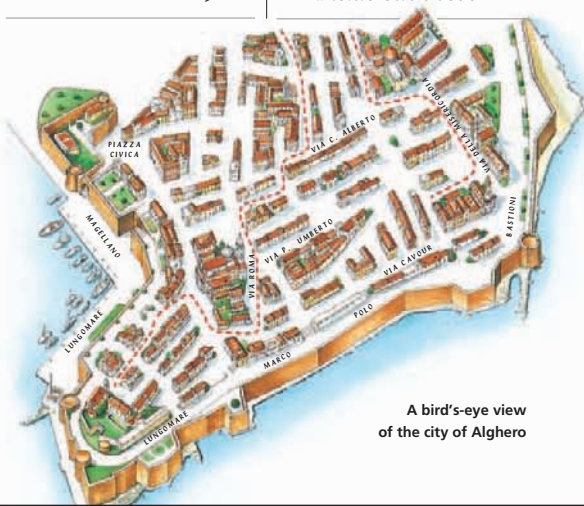 PIAZZA
CIVICA
VIA C. ALBERTO
VIA DELLA MISERICORDIA
MAGELLANO
LUNGOMARE
VIA P. UMBERTO
VIA ROMA
VIA CAVOUR
BASTIONI
POLO
MARCO
LUNGOMARE
A bird's-eye view
of the city of Alghero